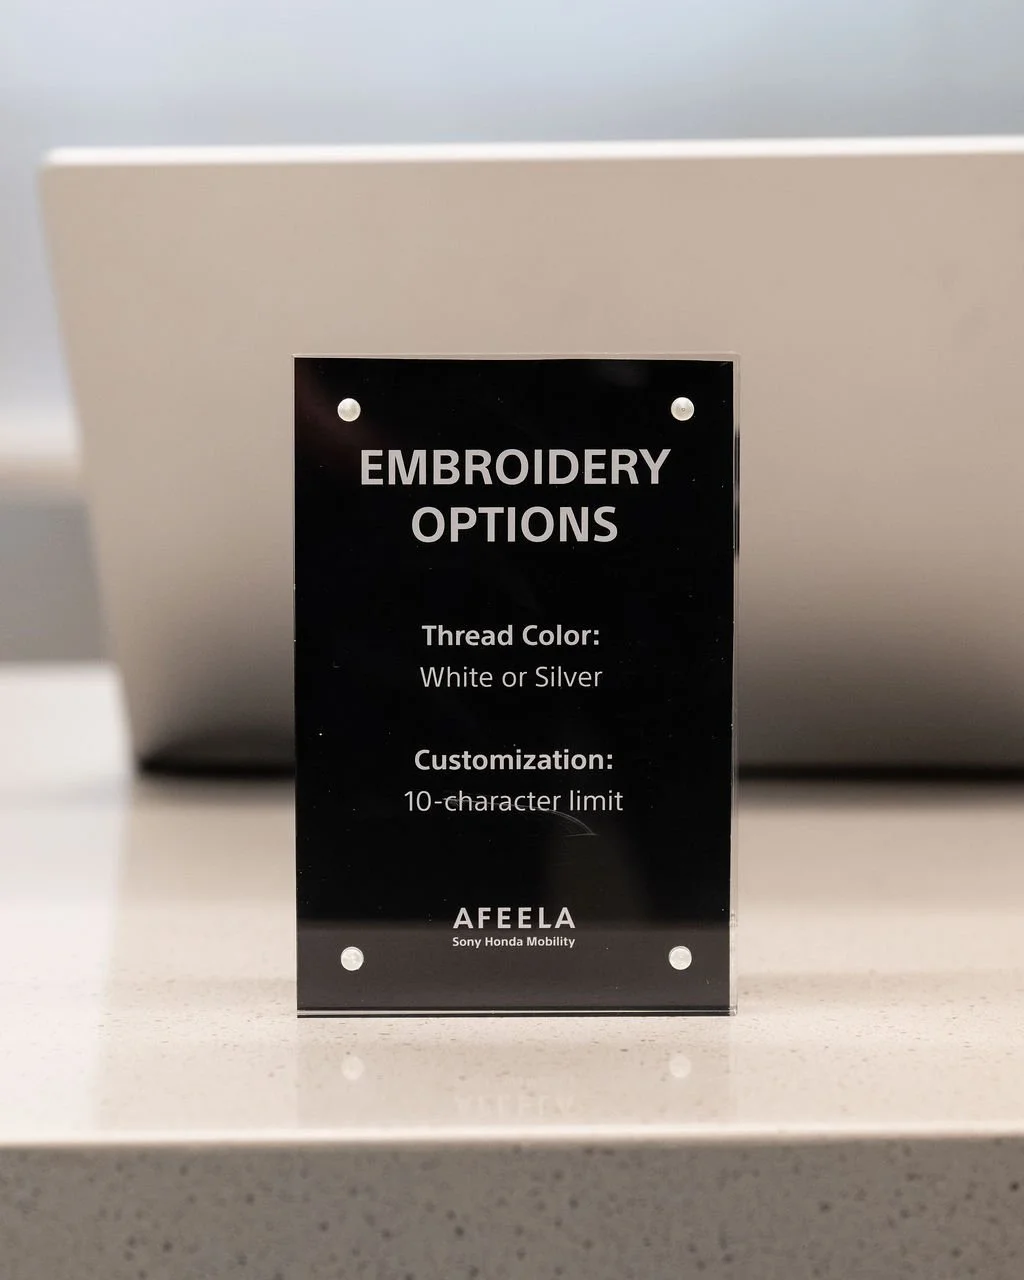 EMBROIDERY
OPTIONS
Thread Color:
White or Silver
Customization:
10-character limit
AFEELA
Sony Honda Mobility